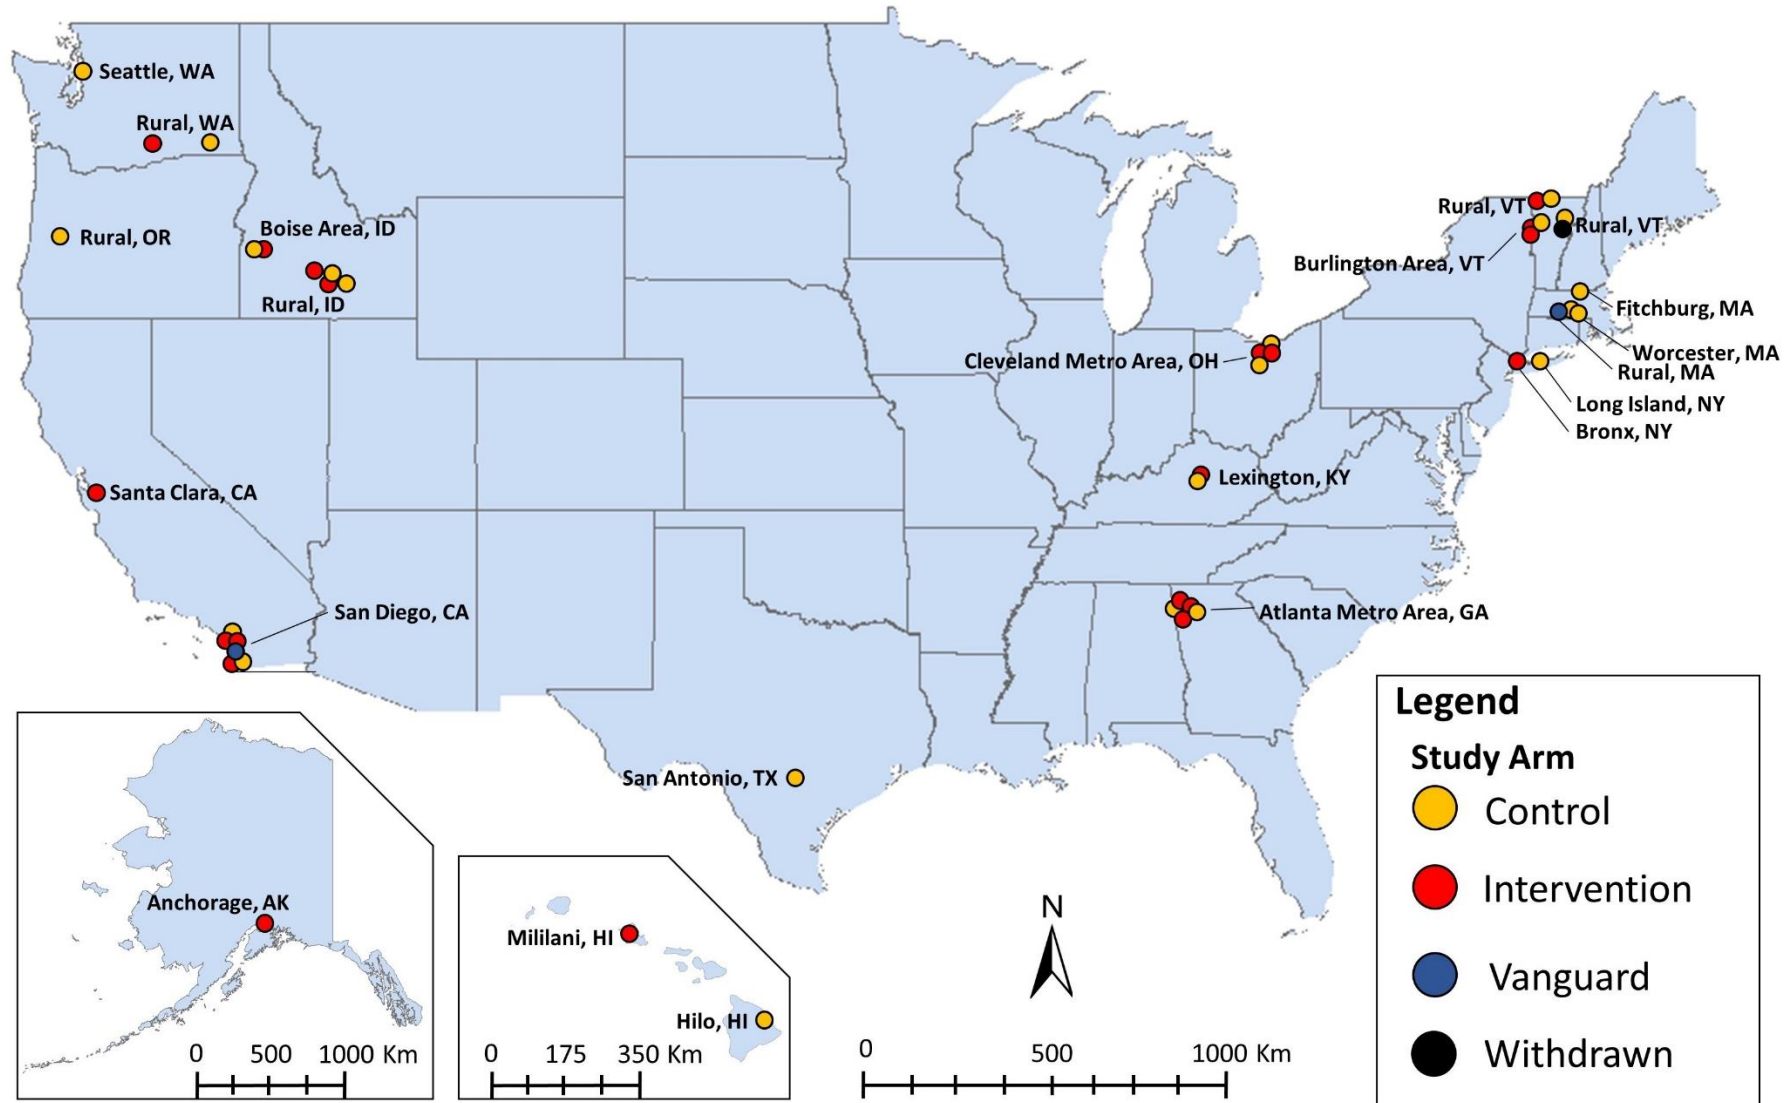 Seattle, WA
Rural, WA
Rural, OR
Boise Area, ID
Rural, ID
Rural, VT
Rural, VT
Burlington Area, VT
Fitchburg, MA
Worcester, MA
Rural, MA
Long Island, NY
Bronx, NY
Cleveland Metro Area, OH
Lexington, KY
Santa Clara, CA
San Diego, CA
Atlanta Metro Area, GA
San Antonio, TX
Anchorage, AK
0 500 1000 Km
Mililani, HI
Hilo, HI
0 175 350 Km
N
0 500 1000 Km
Legend
Study Arm
Control
Intervention
Vanguard
Withdrawn